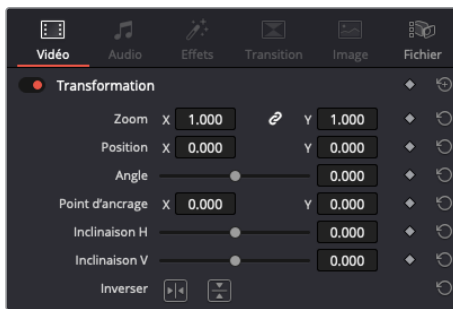 Vidéo Audio Effets Transition Image Fichier
Transformation
Zoom X 1.000 Y 1.000
Position X 0.000 Y 0.000
Angle 0.000
Point d'ancrage X 0.000 Y 0.000
Inclinaison H 0.000
Inclinaison V 0.000
Inverser